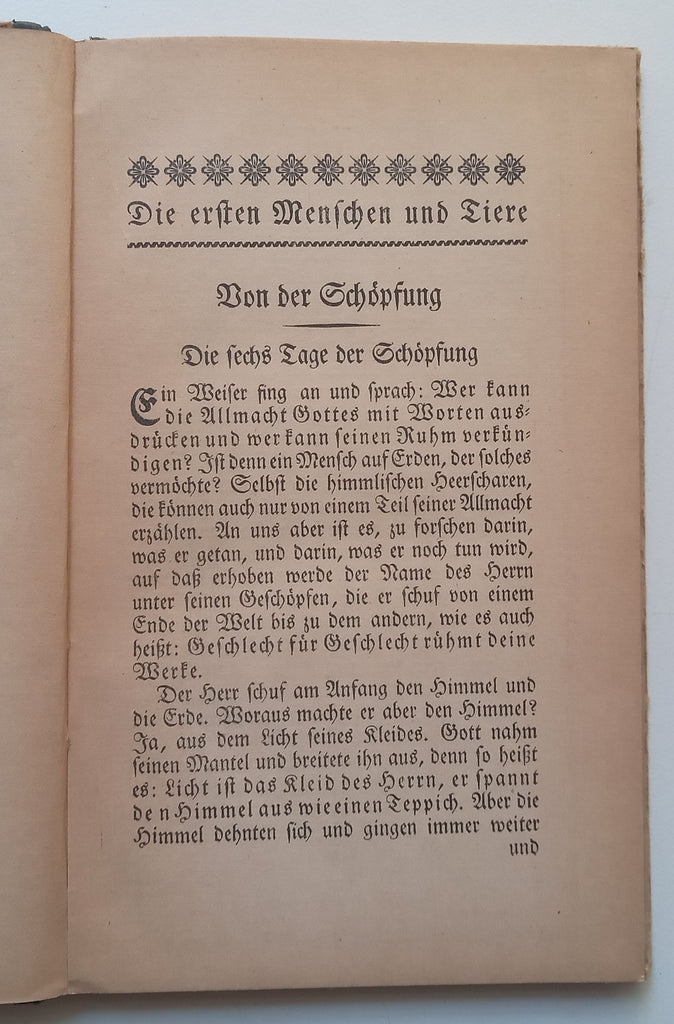 Die ersten Menschen und Tiere
Von der Schöpfung
Die sechs Tage der Schöpfung
Ein Weiser fing an und sprach: Wer kann
die Allmacht Gottes mit Worten aus-
drücken und wer kann seinen Ruhm verkün-
digen? Ist denn ein Mensch auf Erden, der solches
vermöchte? Selbst die himmlischen Heerscharen,
die können auch nur von einem Teil seiner Allmacht
erzählen. An uns aber ist es, zu forschen darin,
was er getan, und darin, was er noch tun wird,
auf daß erhoben werde der Name des Herrn
unter seinen Geschöpfen, die er schuf von einem
Ende der Welt bis zu dem andern, wie es auch
heißt: Geschlecht für Geschlecht rühmt deine
Werke.
Der Herr schuf am Anfang den Himmel und
die Erde. Woraus machte er aber den Himmel?
Ja, aus dem Licht seines Kleides. Gott nahm
seinen Mantel und breitete ihn aus, denn so heißt
es: Licht ist das Kleid des Herrn, er spannt
den Himmel aus wie einen Teppich. Aber die
Himmel dehnten sich und gingen immer weiter
und